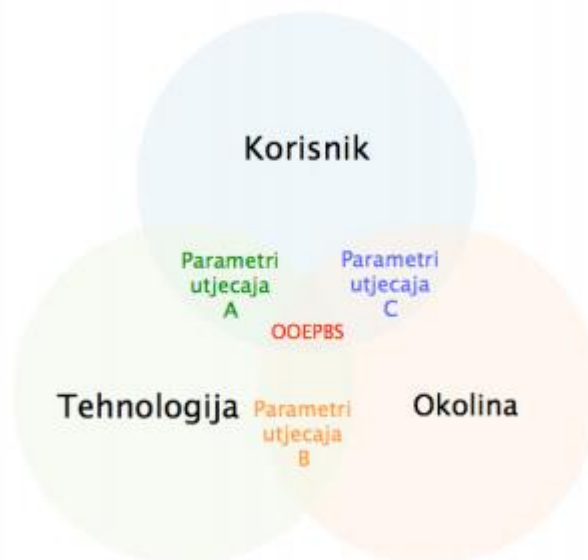 Korisnik
Parametri
utjecaja
A
Parametri
utjecaja
C
OOEPBS
Tehnologija
Parametri
utjecaja
B
Okolina